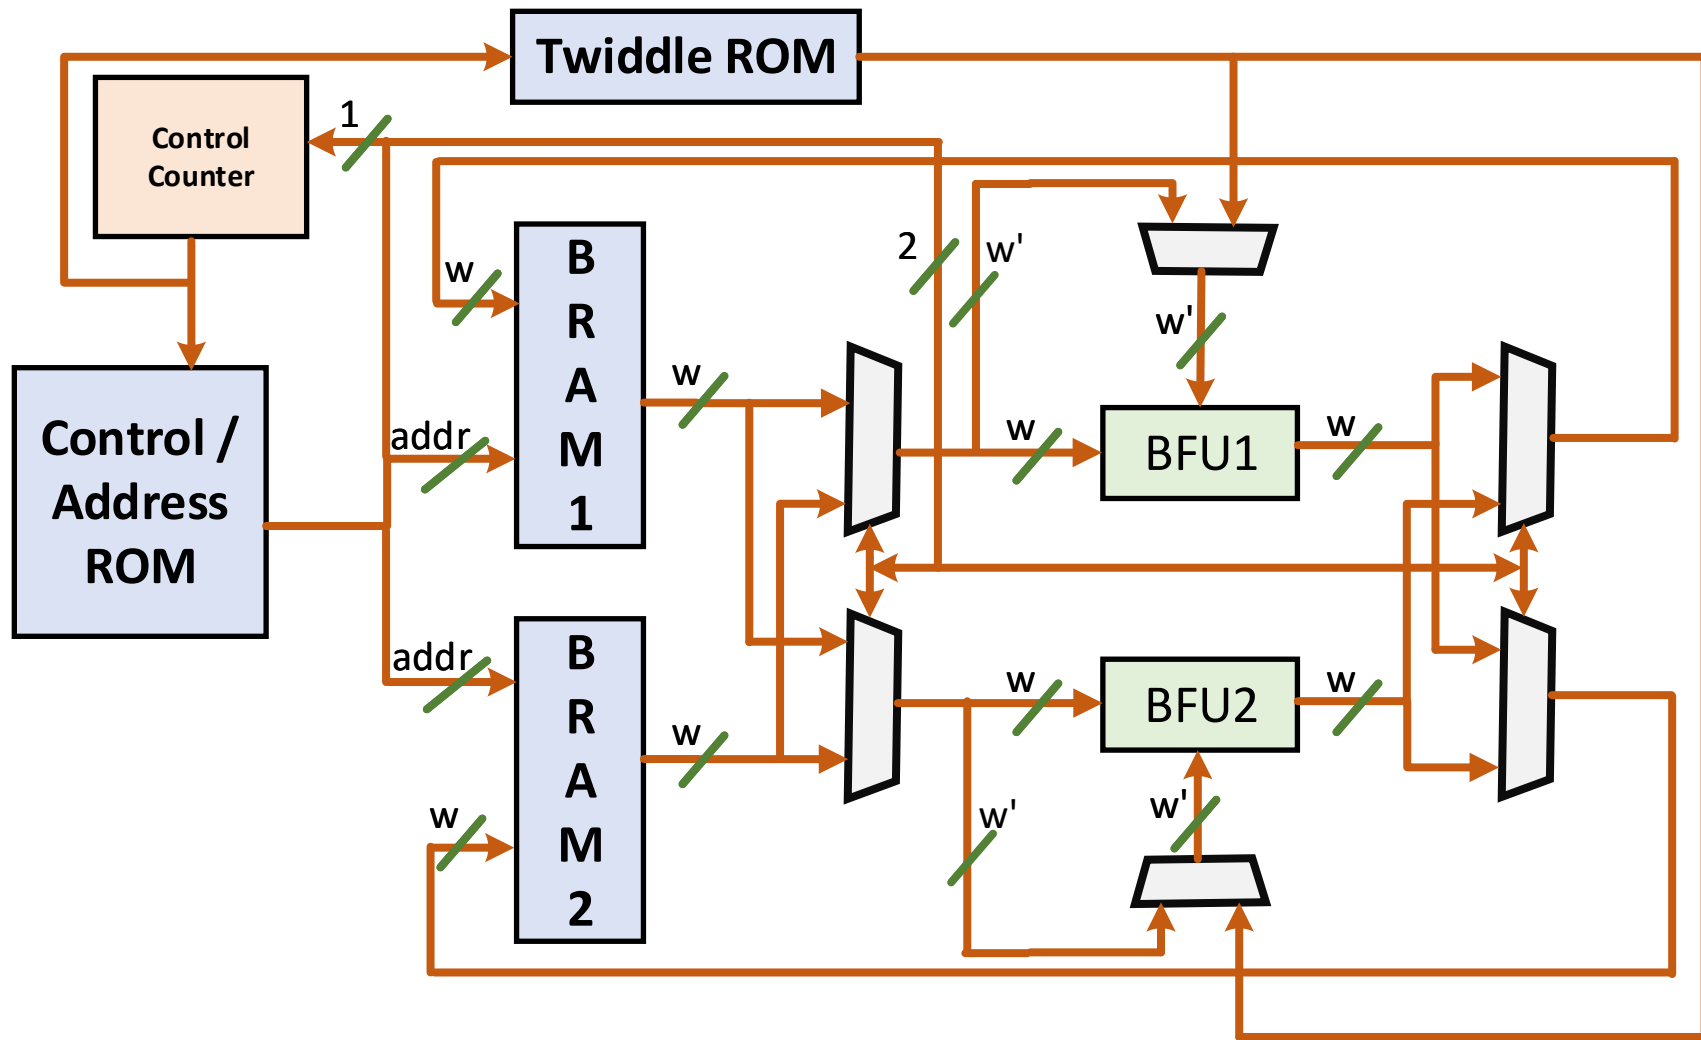 Twiddle ROM
Control
Counter
1
B
R
A
M
1
w
addr
w
2
w'
w'
w
BFU1
w
Control /
Address
ROM
B
R
A
M
2
addr
w
w
w
BFU2
w
w'
w'